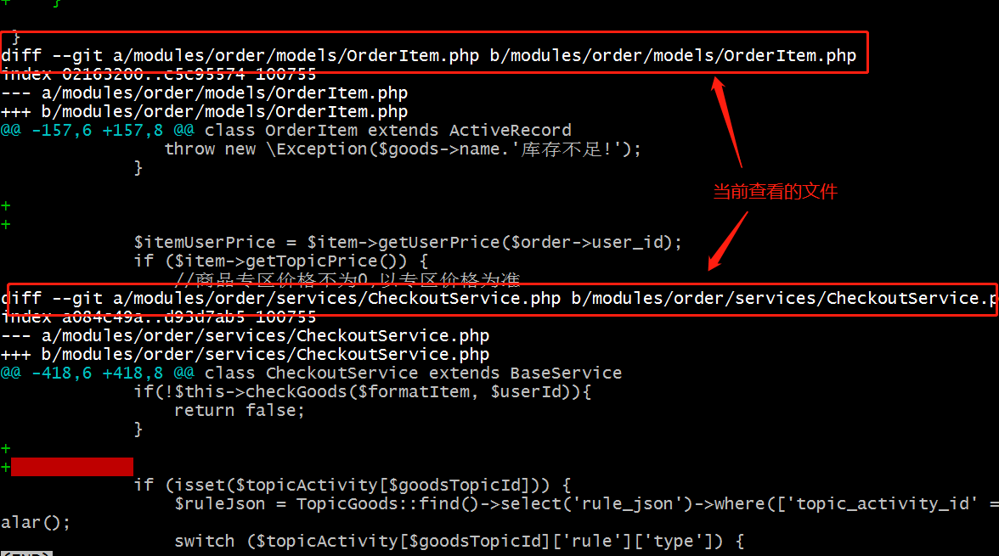 +    }
}
diff --git a/modules/order/models/OrderItem.php b/modules/order/models/OrderItem.php
index 02163200..c5c95574 100755
--- a/modules/order/models/OrderItem.php
+++ b/modules/order/models/OrderItem.php
@@ -157,6 +157,8 @@ class OrderItem extends ActiveRecord
                throw new \Exception($goods->name.'库存不足!');
            }
当前查看的文件
+
+
            $itemUserPrice = $item->getUserPrice($order->user_id);
            if ($item->getTopicPrice()) {
                //商品专区价格不为0,以专区价格为准
diff --git a/modules/order/services/CheckoutService.php b/modules/order/services/CheckoutService.p
index a084c49a..d93d7ab5 100755
--- a/modules/order/services/CheckoutService.php
+++ b/modules/order/services/CheckoutService.php
@@ -418,6 +418,8 @@ class CheckoutService extends BaseService
            if(!$this->checkGoods($formatItem, $userId)){
                return false;
            }
+
+
            if (isset($topicActivity[$goodsTopicId])) {
                $ruleJson = TopicGoods::find()->select('rule_json')->where(['topic_activity_id' =
alar();
                switch ($topicActivity[$goodsTopicId]['rule']['type']) {
(END)